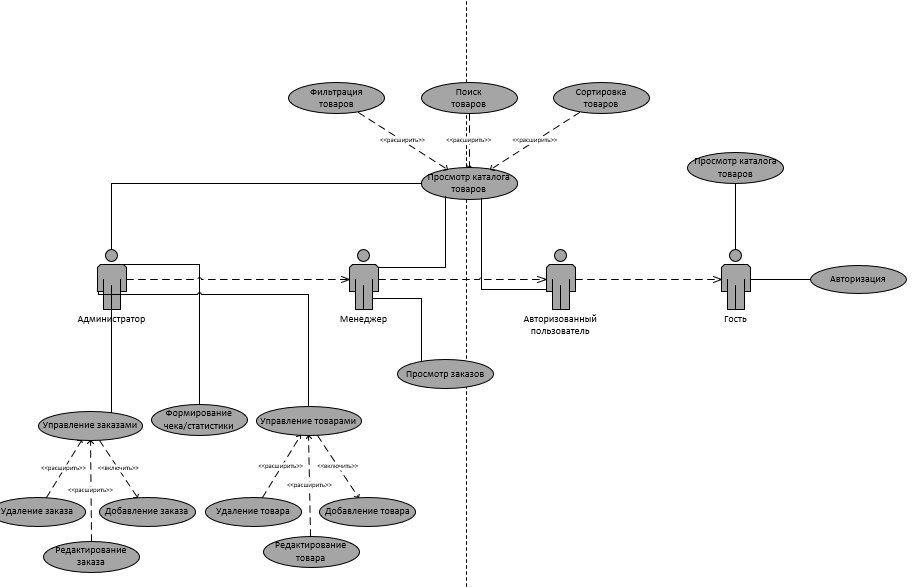 Фильтрация
товаров
Поиск
товаров
Сортировка
товаров
<<расширить>>
<<расширить>>
<<расширить>>
Просмотр каталога
товаров
Просмотр каталога
товаров
Авторизация
Администратор
Менеджер
Авторизованный
пользователь
Гость
Просмотр заказов
Управление заказами
Формирование
чека/статистики
Управление товарами
<<расширить>>
<<включить>>
<<расширить>>
<<расширить>>
<<включить>>
<<расширить>>
Удаление заказа
Добавление заказа
Удаление товара
Добавление товара
Редактирование
заказа
Редактирование
товара